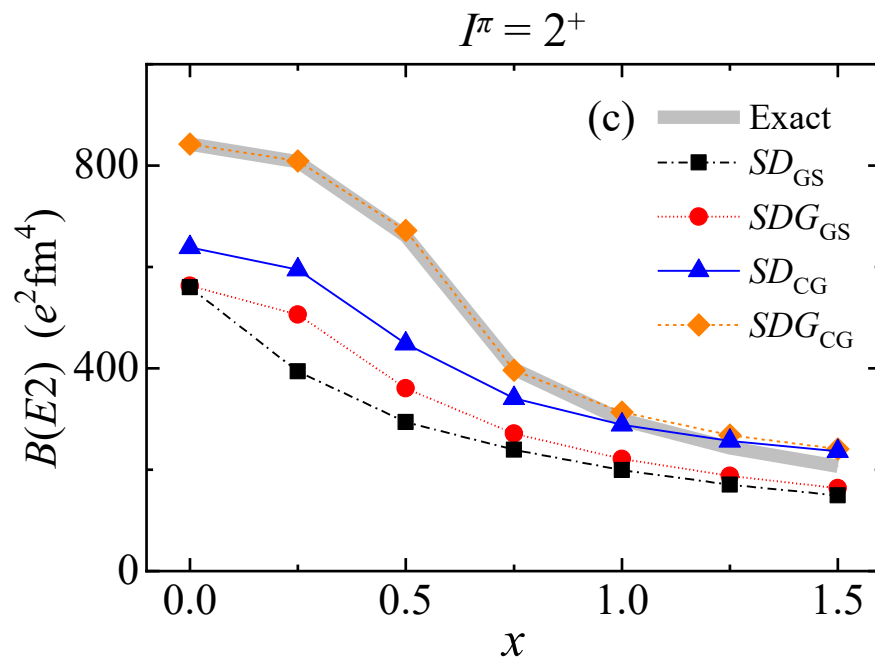 I^π = 2^+
(c)
Exact
SD_GS
SDG_GS
SD_CG
SDG_CG
B(E2) (e^2fm^4)
800
400
0
0.0 0.5 1.0 1.5
x